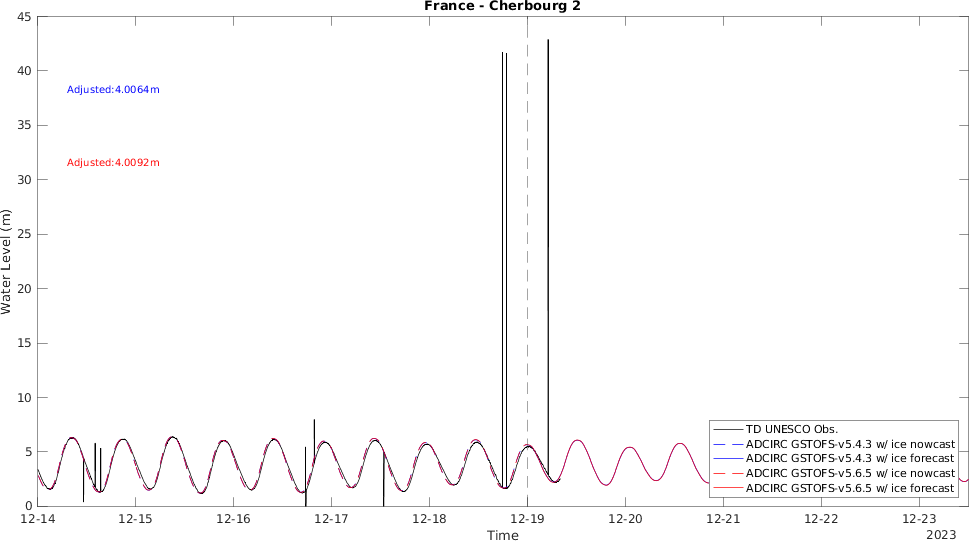 France - Cherbourg 2
45
40
35
30
25
20
15
10
5
0
Water Level (m)
Adjusted:4.0064m
Adjusted:4.0092m
TD UNESCO Obs.
ADCIRC GSTOFS-v5.4.3 w/ ice nowcast
ADCIRC GSTOFS-v5.4.3 w/ ice forecast
ADCIRC GSTOFS-v5.6.5 w/ ice nowcast
ADCIRC GSTOFS-v5.6.5 w/ ice forecast
12-14 12-15 12-16 12-17 12-18 12-19 12-20 12-21 12-22 12-23
Time
2023